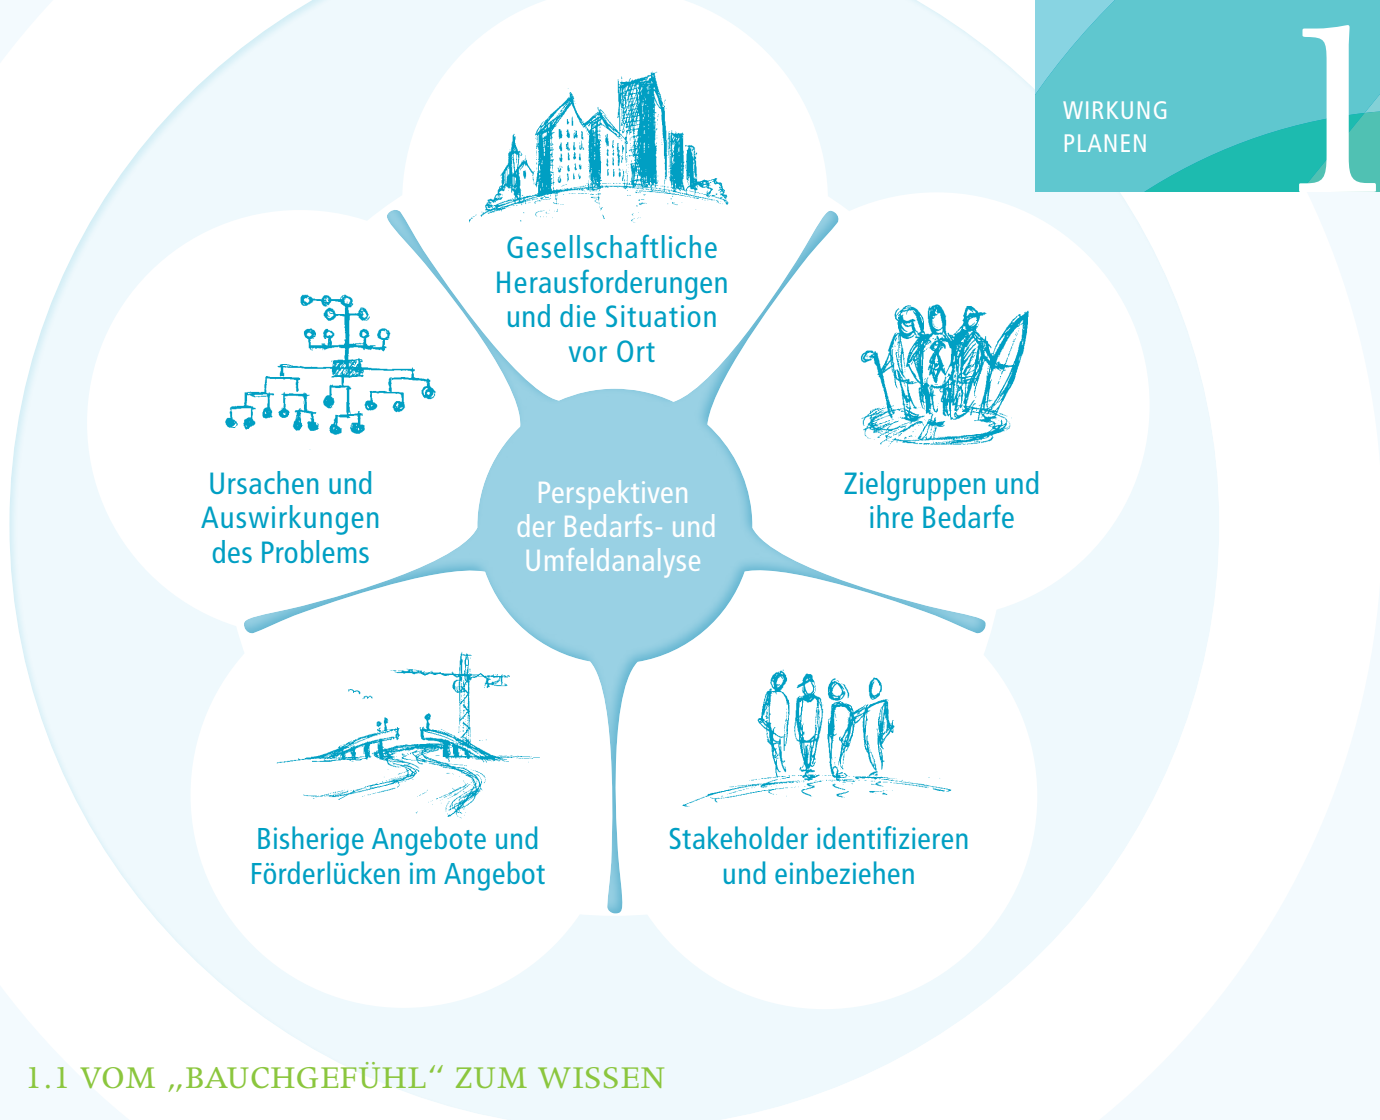 WIRKUNG
PLANEN
1
Gesellschaftliche
Herausforderungen
und die Situation
vor Ort
Ursachen und
Auswirkungen
des Problems
Zielgruppen und
ihre Bedarfe
Perspektiven
der Bedarfs- und
Umfeldanalyse
Bisherige Angebote und
Förderlücken im Angebot
Stakeholder identifizieren
und einbeziehen
1.1 VOM „BAUCHGEFÜHL“ ZUM WISSEN